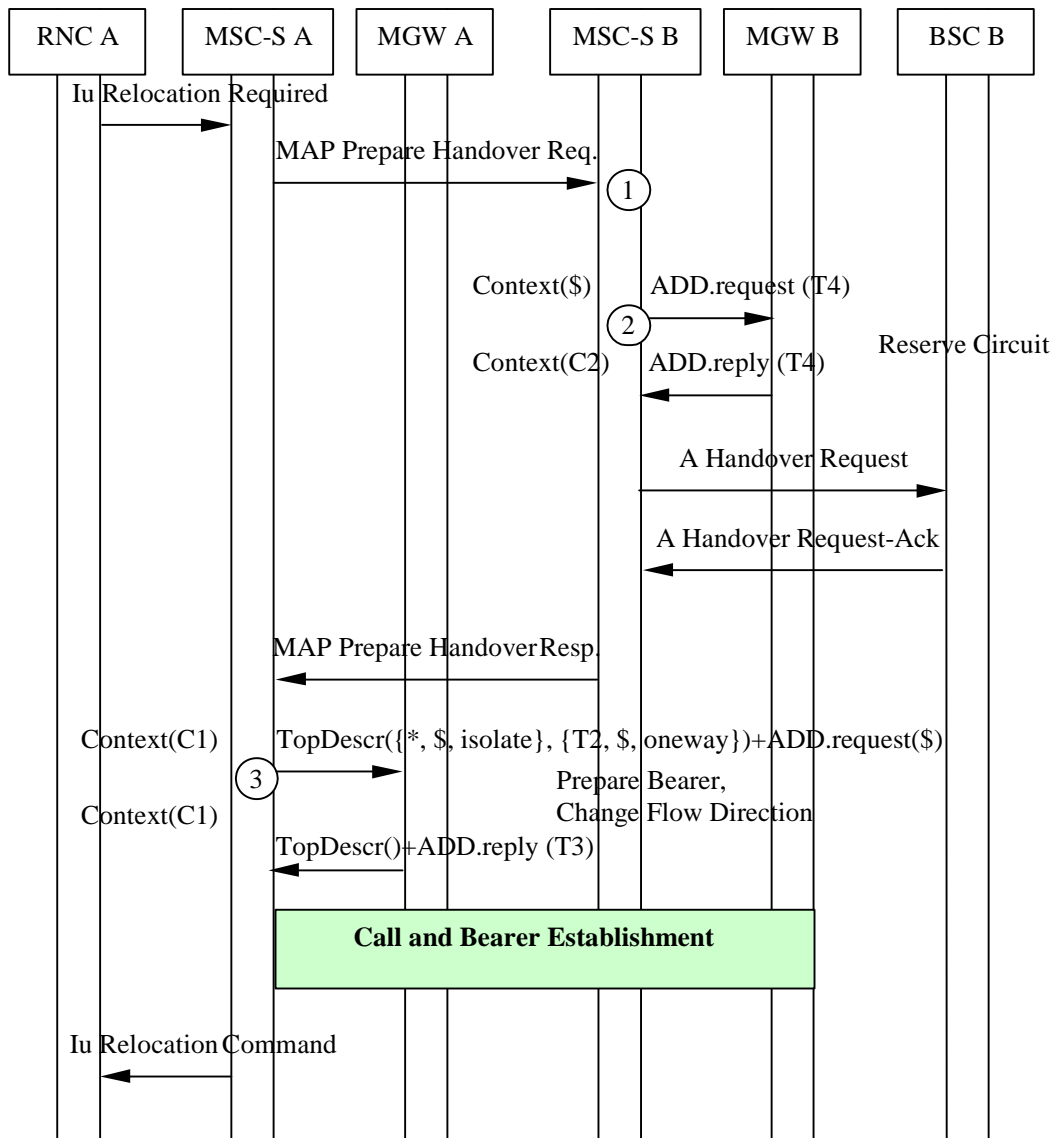 RNC A
MSC-S A
MGW A
MSC-S B
MGW B
BSC B
Iu Relocation Required
MAP Prepare Handover Req.
1
Context($)
ADD.request (T4)
2
Reserve Circuit
Context(C2)
ADD.reply (T4)
A Handover Request
A Handover Request-Ack
MAP Prepare Handover Resp.
Context(C1)
TopDescr({*, $, isolate}, {T2, $, oneway})+ADD.request($)
3
Prepare Bearer,
Change Flow Direction
Context(C1)
TopDescr()+ADD.reply (T3)
Call and Bearer Establishment
Iu Relocation Command